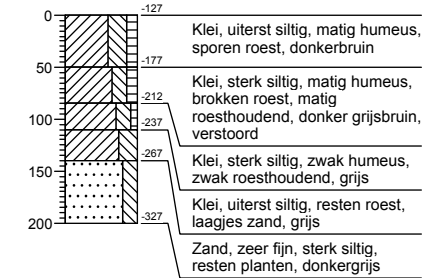 0
-127
Klei, uiterst siltig, matig humeus,
sporen roest, donkerbruin
50
-177
Klei, sterk siltig, matig humeus,
brokken roest, matig
roesthoudend, donker grijsbruin,
verstoord
-212
100
-237
Klei, sterk siltig, zwak humeus,
zwak roesthoudend, grijs
150
-267
Klei, uiterst siltig, resten roest,
laagjes zand, grijs
200
-327
Zand, zeer fijn, sterk siltig,
resten planten, donkergrijs